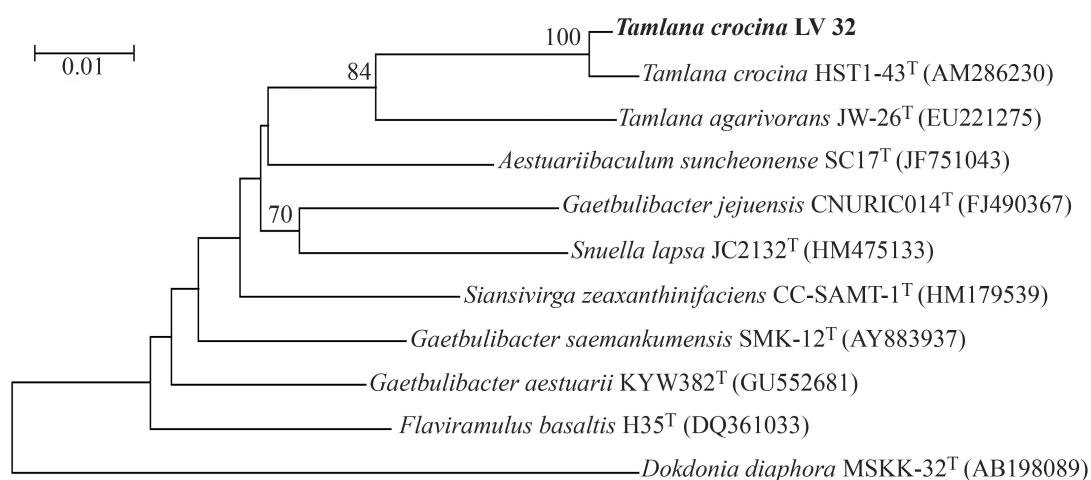 Tamlana crocina LV 32
100
0.01
Tamlana crocina HST1-43T (AM286230)
84
Tamlana agarivorans JW-26T (EU221275)
Aestuariibaculum suncheonense SC17T (JF751043)
70
Gaetbulibacter jejuensis CNURIC014T (FJ490367)
Snuella lapsa JC2132T (HM475133)
Siansivirga zeaxanthinifaciens CC-SAMT-1T (HM179539)
Gaetbulibacter saemankumensis SMK-12T (AY883937)
Gaetbulibacter aestuarii KYW382T (GU552681)
Flaviramulus basaltis H35T (DQ361033)
Dokdonia diaphora MSKK-32T (AB198089)